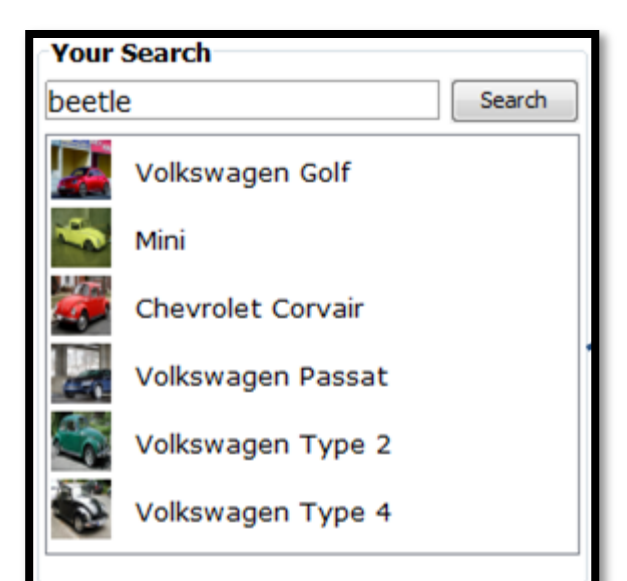 Your Search
beetle
Search
Volkswagen Golf
Mini
Chevrolet Corvair
Volkswagen Passat
Volkswagen Type 2
Volkswagen Type 4